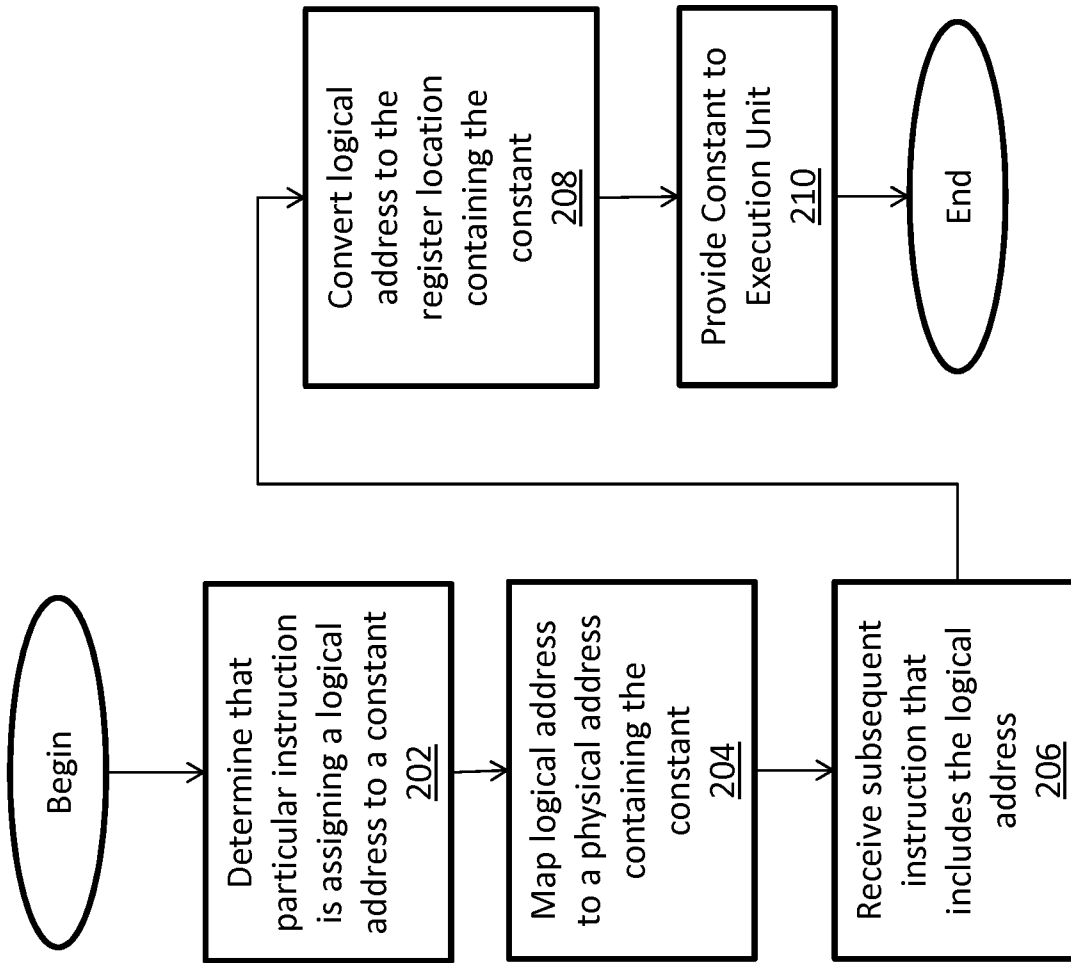 Begin
Determine that
particular instruction
is assigning a logical
address to a constant
202
Map logical address
to a physical address
containing the
constant
204
Receive subsequent
instruction that
includes the logical
address
206
Convert logical
address to the
register location
containing the
constant
208
Provide Constant to
Execution Unit
210
End